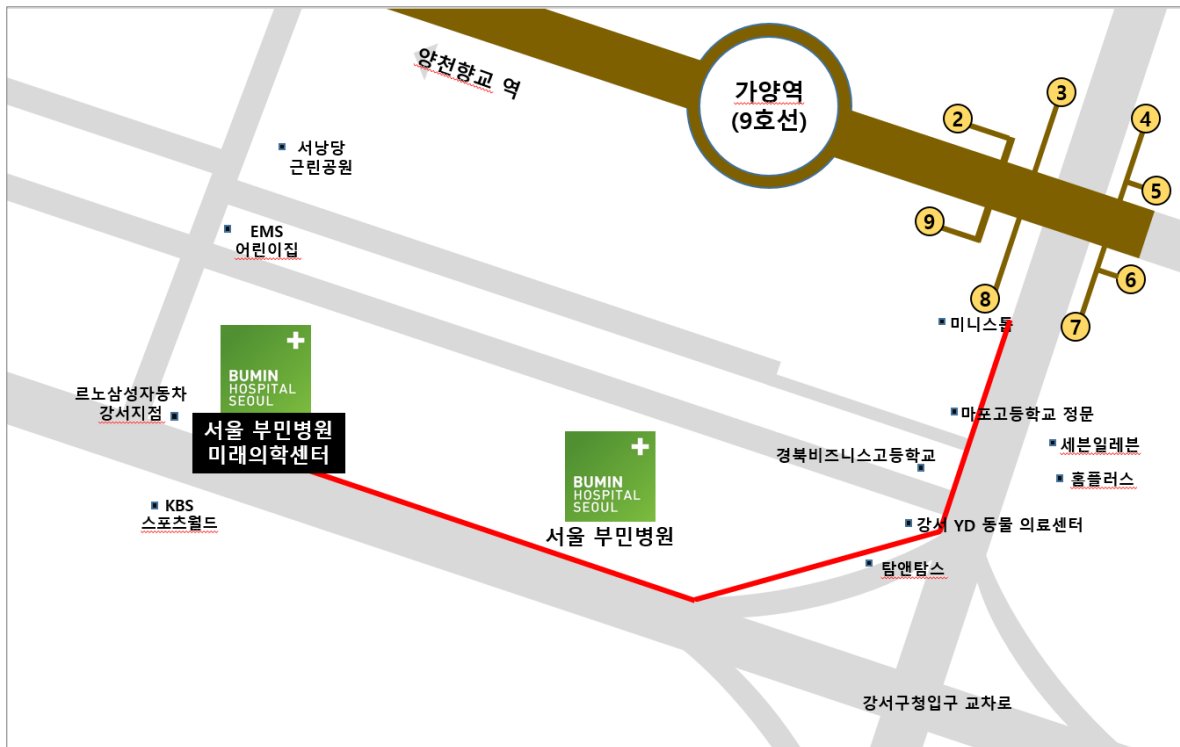 양천향교 역
가양역
(9호선)
2
3
4
5
9
6
8
7
서낭당
근린공원
EMS
어린이집
미니스톱
BUMIN
HOSPITAL
SEOUL
르노삼성자동차
강서지점
서울 부민병원
미래의학센터
마포고등학교 정문
세븐일레븐
경북비즈니스고등학교
홈플러스
BUMIN
HOSPITAL
SEOUL
서울 부민병원
KBS
스포츠월드
강서 YD 동물 의료센터
탐앤탐스
강서구청입구 교차로